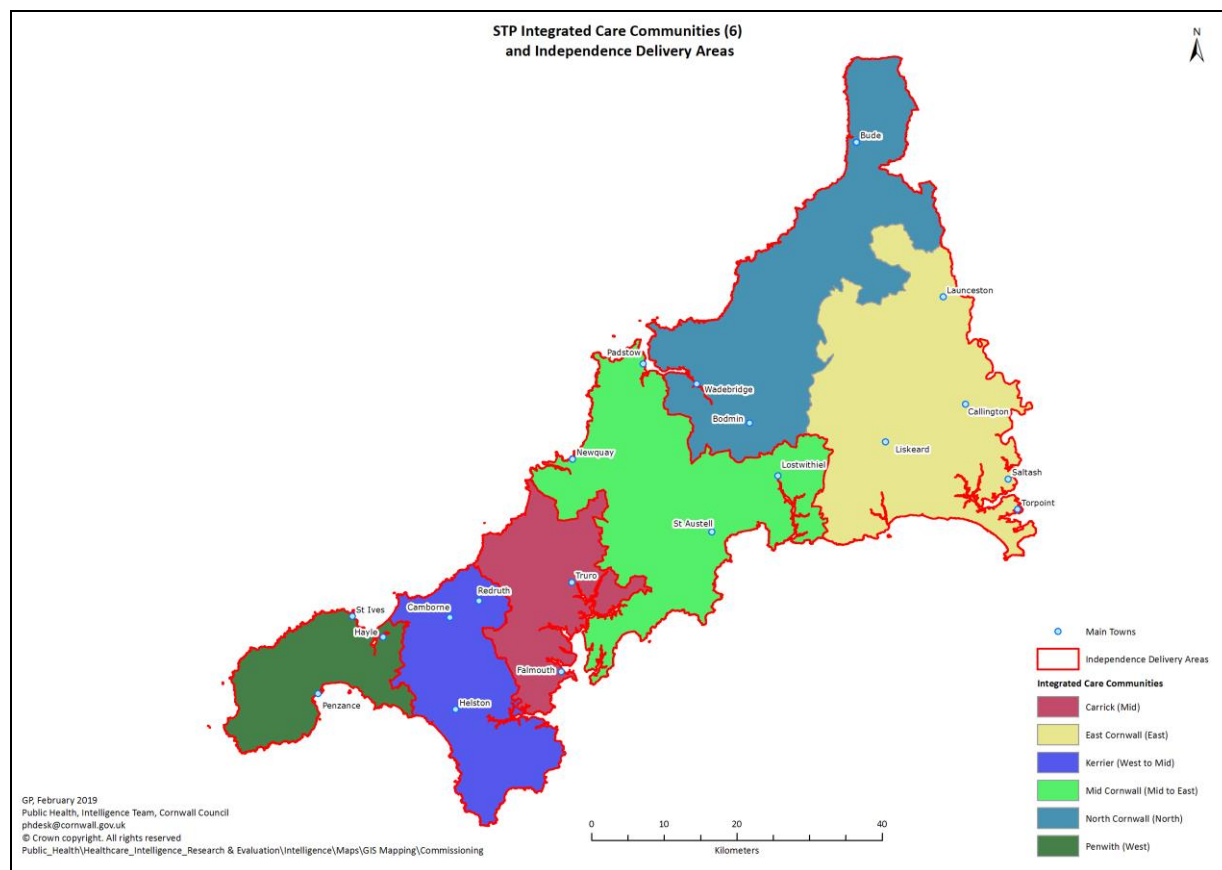 STP Integrated Care Communities (6)
and Independence Delivery Areas
N
Bude
Launceston
Padstow
Wadebridge
Callington
Bodmin
Liskeard
Newquay
Lostwithiel
Saltash
Torpoint
St Austell
Truro
Redruth
Camborne
St Ives
Hayle
Falmouth
Penzance
Helston
Main Towns
Independence Delivery Areas
Integrated Care Communities
Carrick (Mid)
East Cornwall (East)
Kerrier (West to Mid)
Mid Cornwall (Mid to East)
North Cornwall (North)
Penwith (West)
GP, February 2019
Public Health, Intelligence Team, Cornwall Council
phdesk@cornwall.gov.uk
© Crown copyright. All rights reserved
Public_Health\Healthcare_Intelligence_Research & Evaluation\Intelligence\Maps\GIS Mapping\Commissioning
0 10 20 40
Kilometers